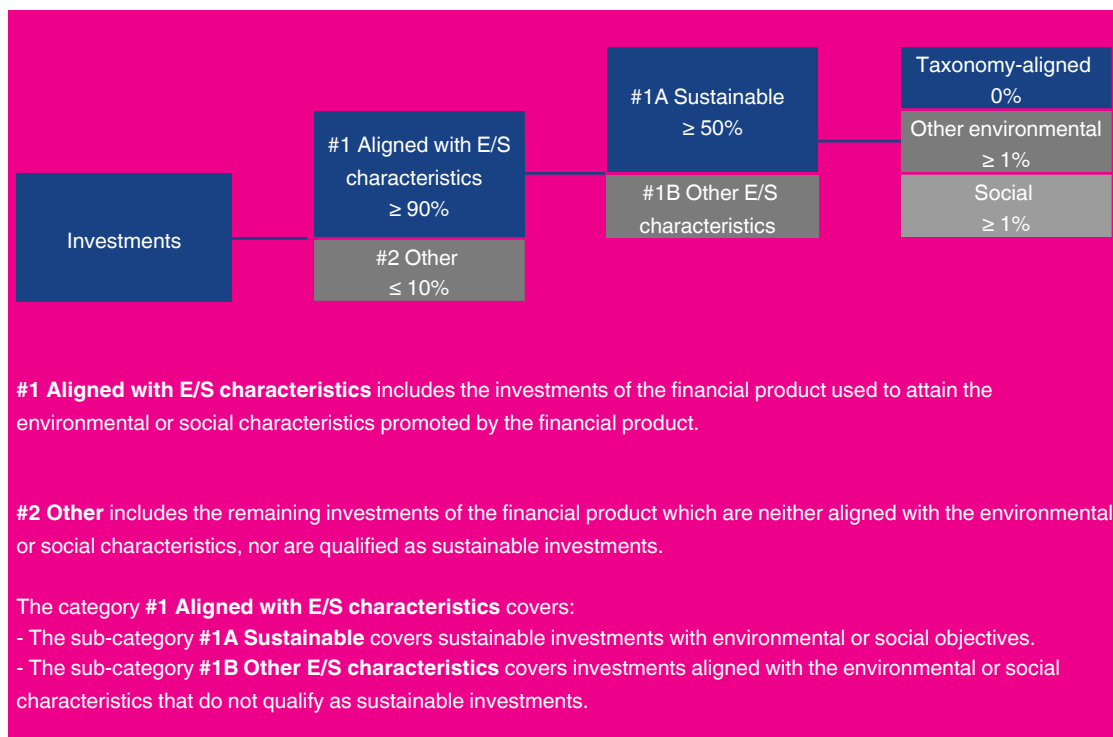 Investments
#1 Aligned with E/S
characteristics
≥ 90%
#2 Other
≤ 10%
#1A Sustainable
≥ 50%
#1B Other E/S
characteristics
Taxonomy-aligned
0%
Other environmental
≥ 1%
Social
≥ 1%
#1 Aligned with E/S characteristics includes the investments of the financial product used to attain the
environmental or social characteristics promoted by the financial product.
#2 Other includes the remaining investments of the financial product which are neither aligned with the environmental
or social characteristics, nor are qualified as sustainable investments.
The category #1 Aligned with E/S characteristics covers:
- The sub-category #1A Sustainable covers sustainable investments with environmental or social objectives.
- The sub-category #1B Other E/S characteristics covers investments aligned with the environmental or social
characteristics that do not qualify as sustainable investments.